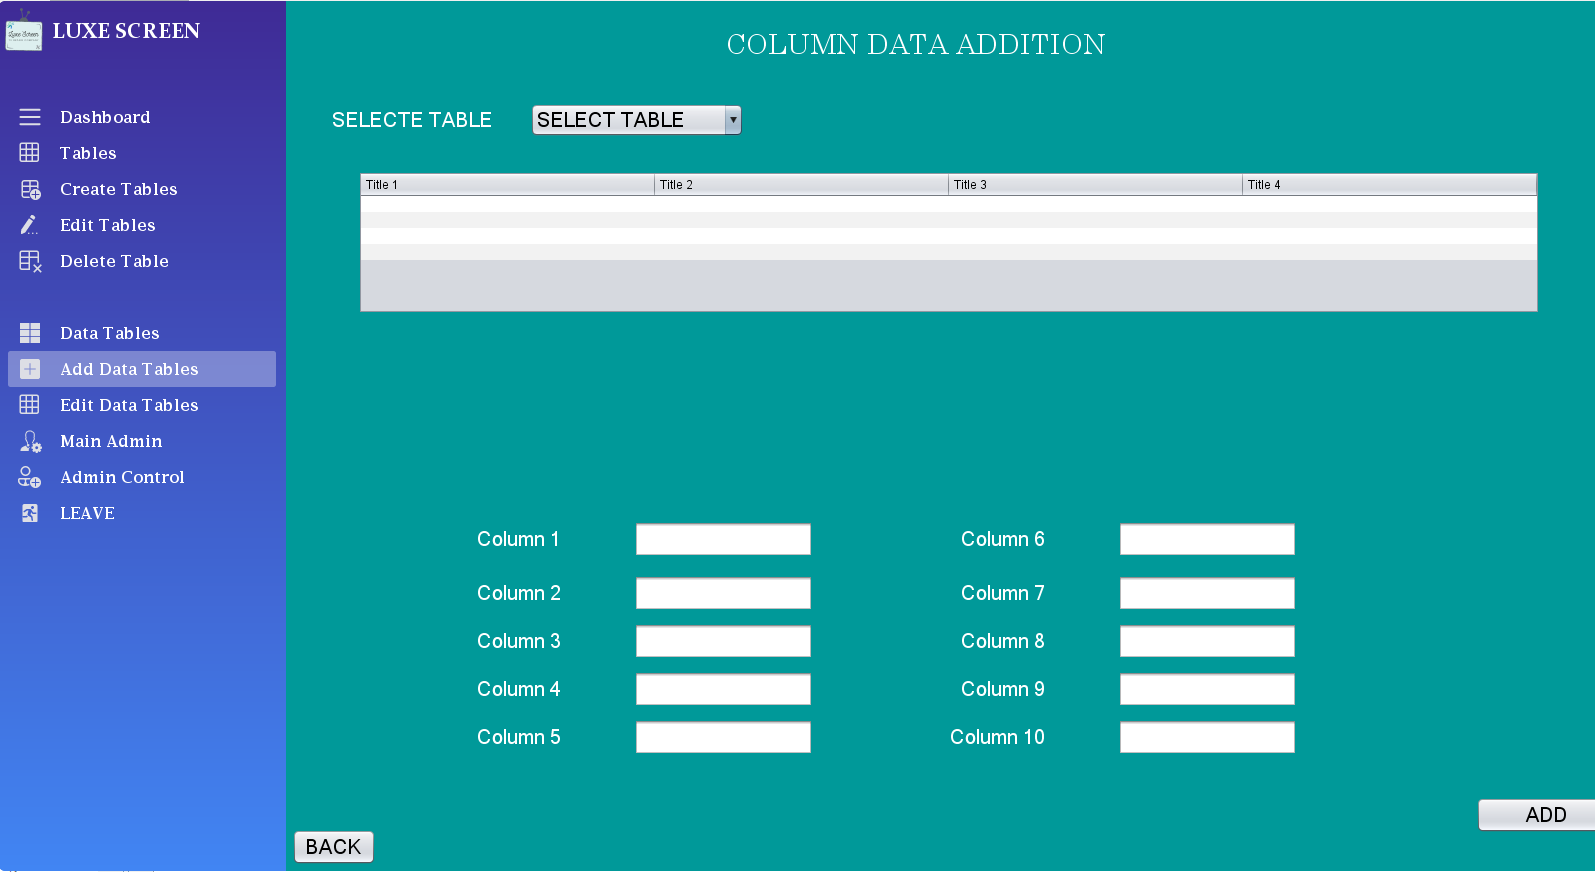 LUXE SCREEN
Dashboard
Tables
Create Tables
Edit Tables
Delete Table
Data Tables
Add Data Tables
Edit Data Tables
Main Admin
Admin Control
LEAVE
COLUMN DATA ADDITION
SELECTE TABLE SELECT TABLE
Title 1 Title 2 Title 3 Title 4
Column 1 Column 6
Column 2 Column 7
Column 3 Column 8
Column 4 Column 9
Column 5 Column 10
ADD
BACK